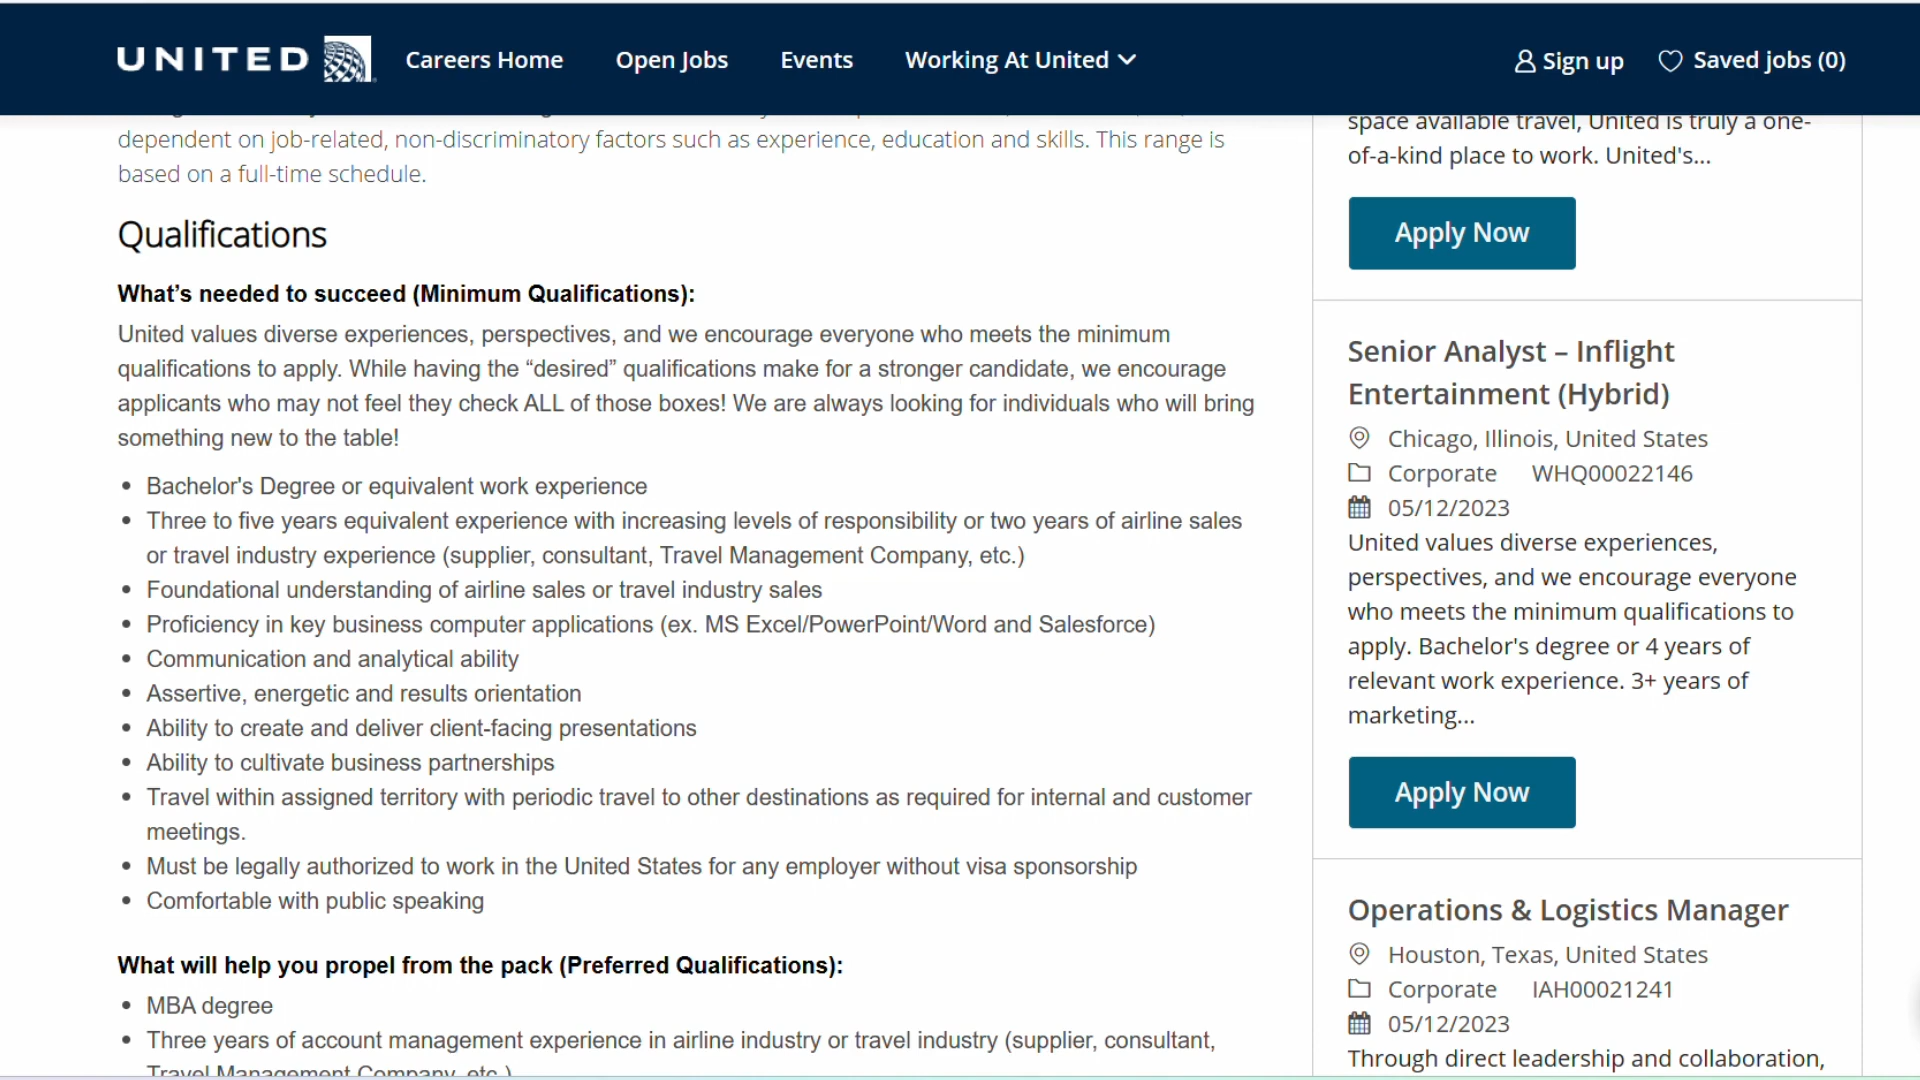 UNITED
Careers Home
Open Jobs
Events
Working At United
Sign up
Saved jobs (0)
dependent on job-related, non-discriminatory factors such as experience, education and skills. This range is
based on a full-time schedule.
Qualifications
What's needed to succeed (Minimum Qualifications):
United values diverse experiences, perspectives, and we encourage everyone who meets the minimum
qualifications to apply. While having the “desired” qualifications make for a stronger candidate, we encourage
applicants who may not feel they check ALL of those boxes! We are always looking for individuals who will bring
something new to the table!
• Bachelor's Degree or equivalent work experience
• Three to five years equivalent experience with increasing levels of responsibility or two years of airline sales
or travel industry experience (supplier, consultant, Travel Management Company, etc.)
• Foundational understanding of airline sales or travel industry sales
• Proficiency in key business computer applications (ex. MS Excel/PowerPoint/Word and Salesforce)
• Communication and analytical ability
• Assertive, energetic and results orientation
• Ability to create and deliver client-facing presentations
• Ability to cultivate business partnerships
• Travel within assigned territory with periodic travel to other destinations as required for internal and customer
meetings.
• Must be legally authorized to work in the United States for any employer without visa sponsorship
• Comfortable with public speaking
What will help you propel from the pack (Preferred Qualifications):
• MBA degree
• Three years of account management experience in airline industry or travel industry (supplier, consultant,
Travel Management Company, etc.)
space available travel, United is truly a one-
of-a-kind place to work. United's...
Apply Now
Senior Analyst – Inflight
Entertainment (Hybrid)
Chicago, Illinois, United States
Corporate WHQ00022146
05/12/2023
United values diverse experiences,
perspectives, and we encourage everyone
who meets the minimum qualifications to
apply. Bachelor's degree or 4 years of
relevant work experience. 3+ years of
marketing...
Apply Now
Operations & Logistics Manager
Houston, Texas, United States
Corporate IAH00021241
05/12/2023
Through direct leadership and collaboration,